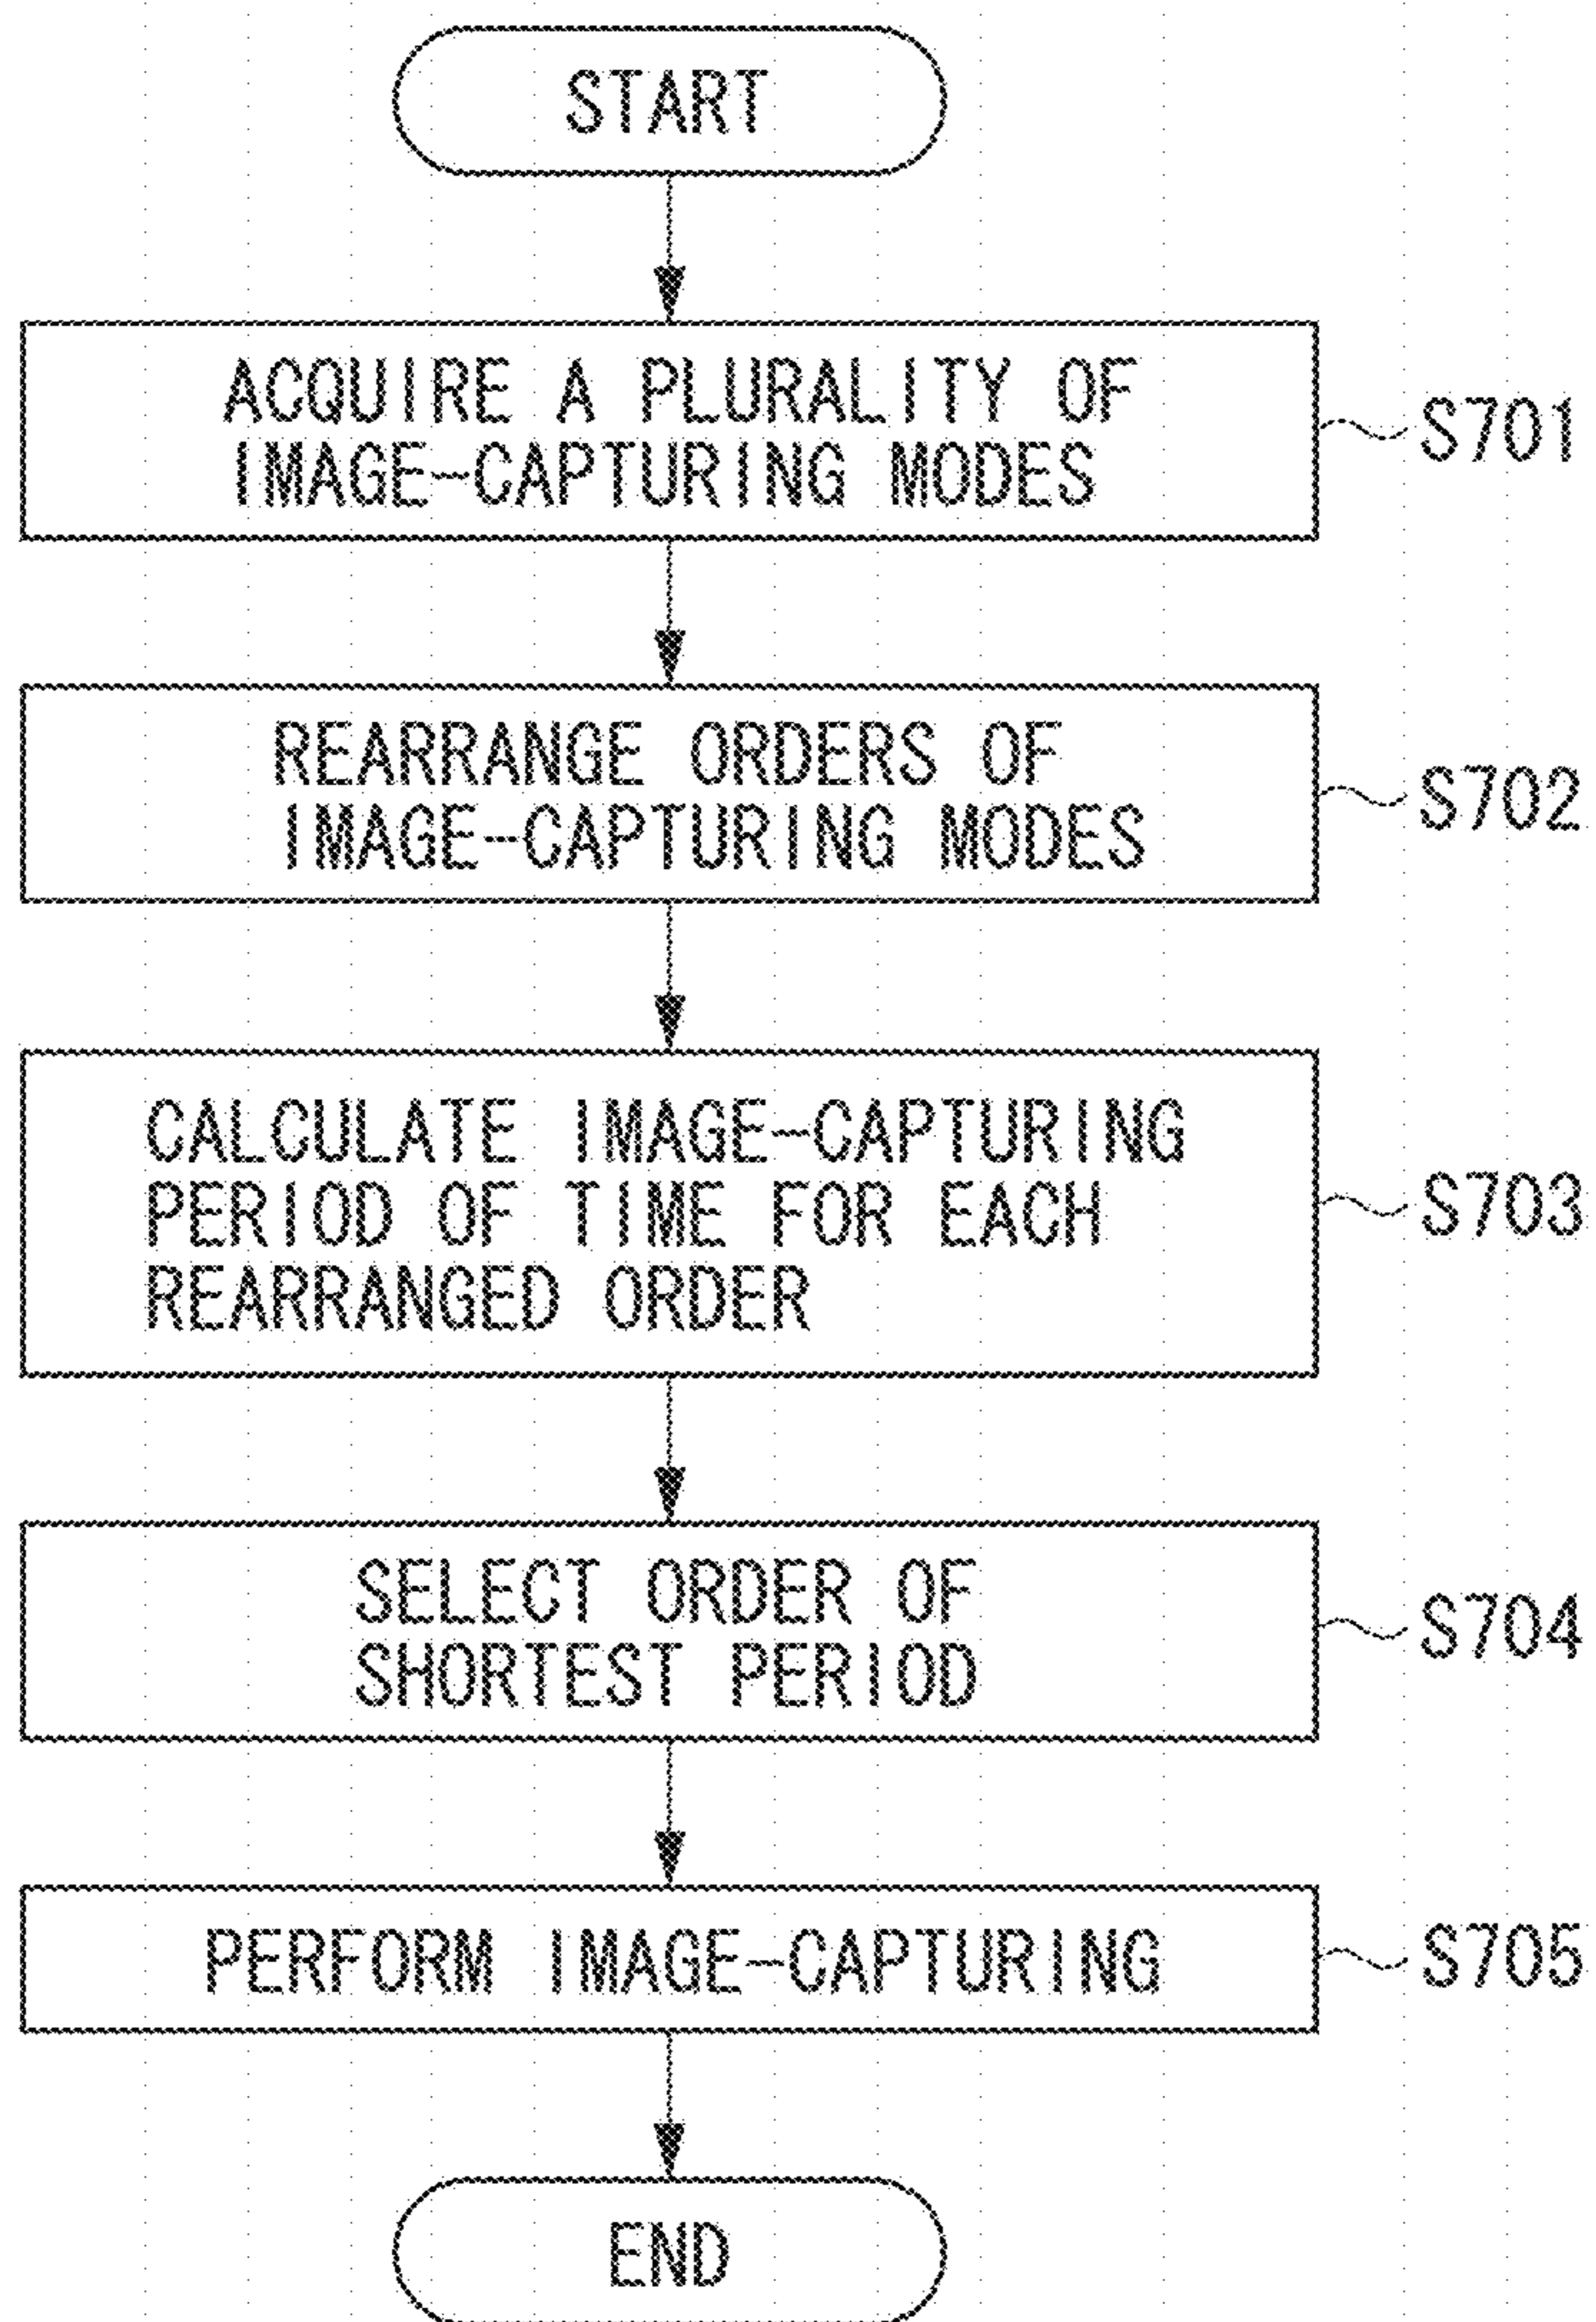 START
ACQUIRE A PLURALITY OF
IMAGE-CAPTURING MODES
S701
REARRANGE ORDERS OF
IMAGE-CAPTURING MODES
S702
CALCULATE IMAGE-CAPTURING
PERIOD OF TIME FOR EACH
REARRANGED ORDER
S703
SELECT ORDER OF
SHORTEST PERIOD
S704
PERFORM IMAGE-CAPTURING
S705
END